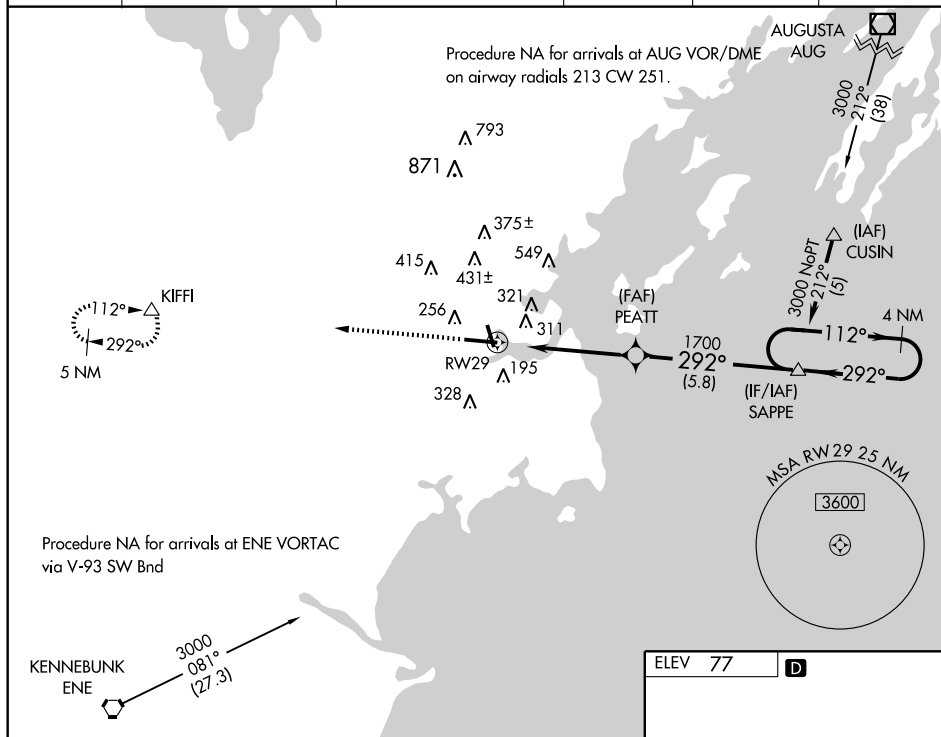 AUGUSTA
AUG
Procedure NA for arrivals at AUG VOR/DME
on airway radials 213 CW 251.
3000
212°
(38)
793
871
375±
415
431±
549
(IAF)
CUSIN
3000 NoPT
212°
(5)
KIFFI
112°
292°
5 NM
256
321
311
(FAF)
PEATT
4 NM
112°
1700
292°
(5.8)
292°
RW29
195
328
(IF/IAF)
SAPPE
MSA RW29 25 NM
3600
Procedure NA for arrivals at ENE VORTAC
via V-93 SW Bnd
3000
081°
(27.3)
KENNEBUNK
ENE
ELEV 77 D